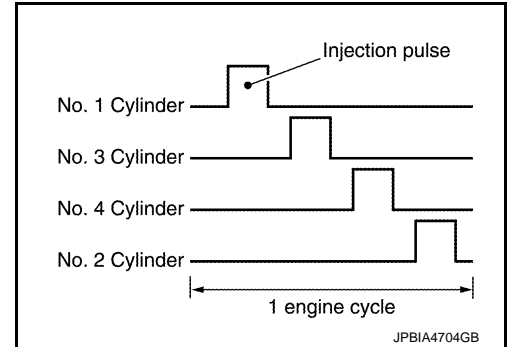 Injection pulse
No. 1 Cylinder
No. 3 Cylinder
No. 4 Cylinder
No. 2 Cylinder
1 engine cycle
JPBIA4704GB